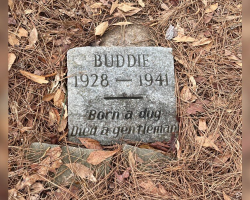 BUDDIE
1928 — 1941
Born a dog
Died a gentleman